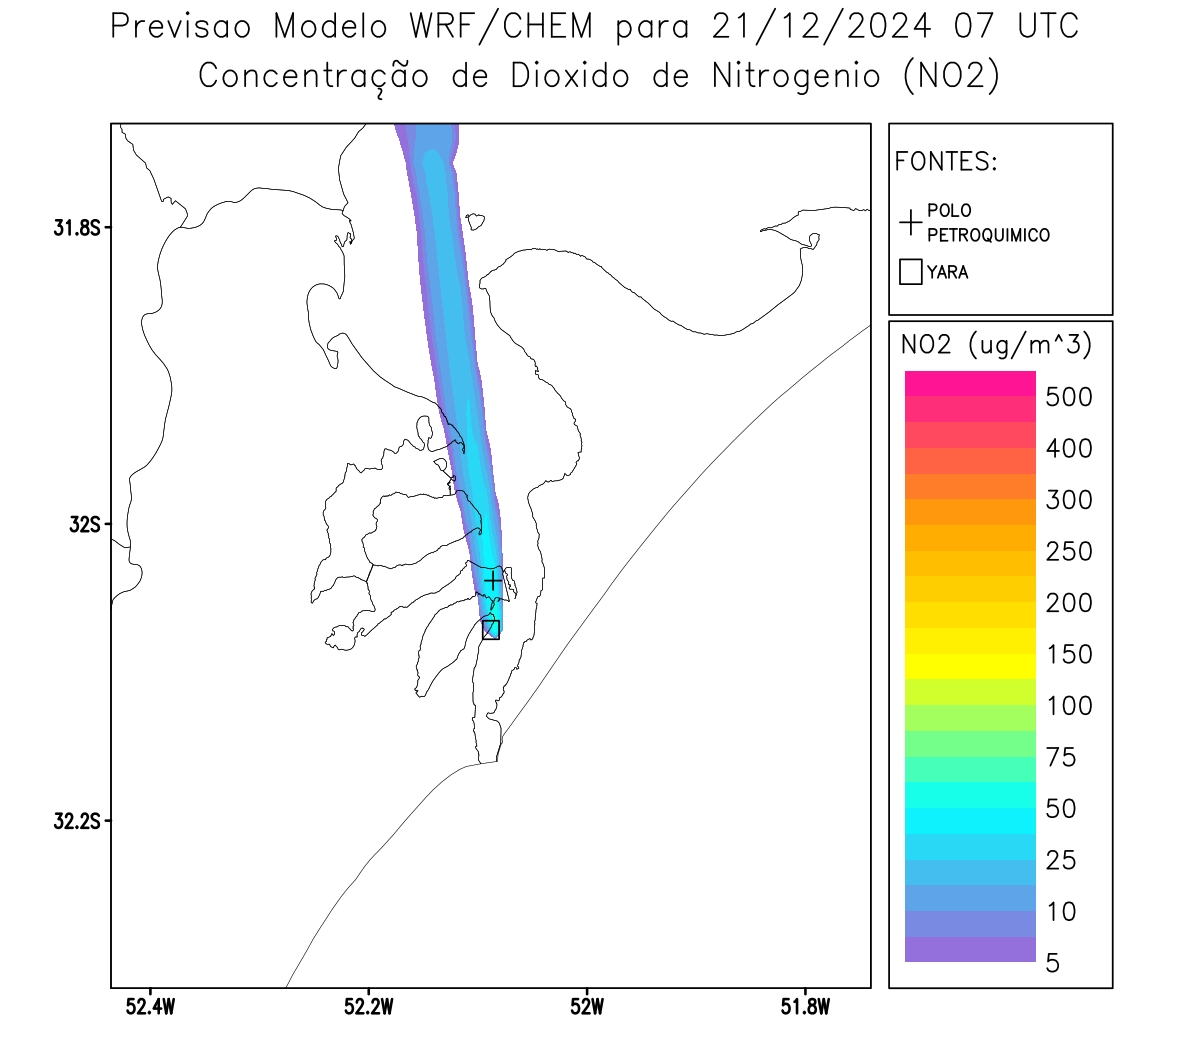 Previsao Modelo WRF/CHEM para 21/12/2024 07 UTC
Concentração de Dioxido de Nitrogenio (NO2)
FONTES:
POLO
PETROQUIMICO
YARA
NO2 (ug/m^3)
500
400
300
250
200
150
100
75
50
25
10
5
31.8S
32S
32.2S
52.4W
52.2W
52W
51.8W